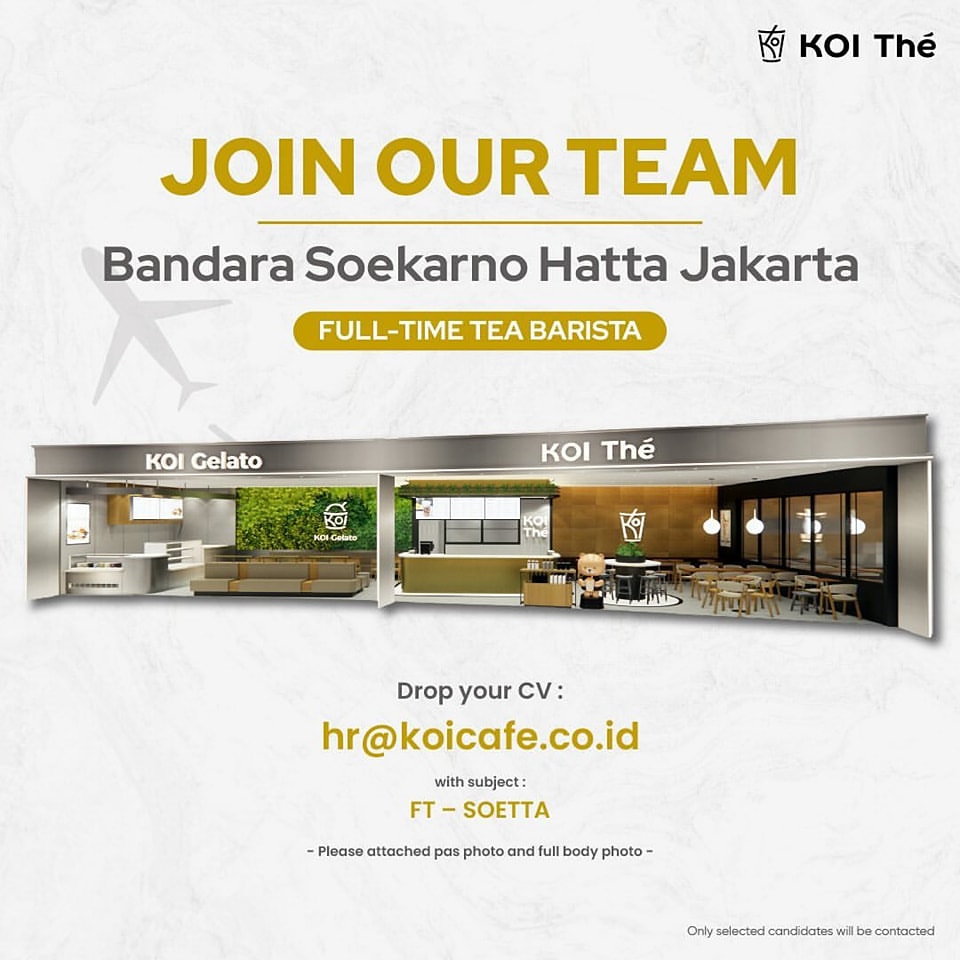 KOI Thé
JOIN OUR TEAM
Bandara Soekarno Hatta Jakarta
FULL-TIME TEA BARISTA
KOI Gelato
KOI Thé
KOI
KOI Gelato
KOI
Thé
KOI
Drop your CV :
hr@koicafe.co.id
with subject :
FT – SOETTA
- Please attached pas photo and full body photo -
Only selected candidates will be contacted